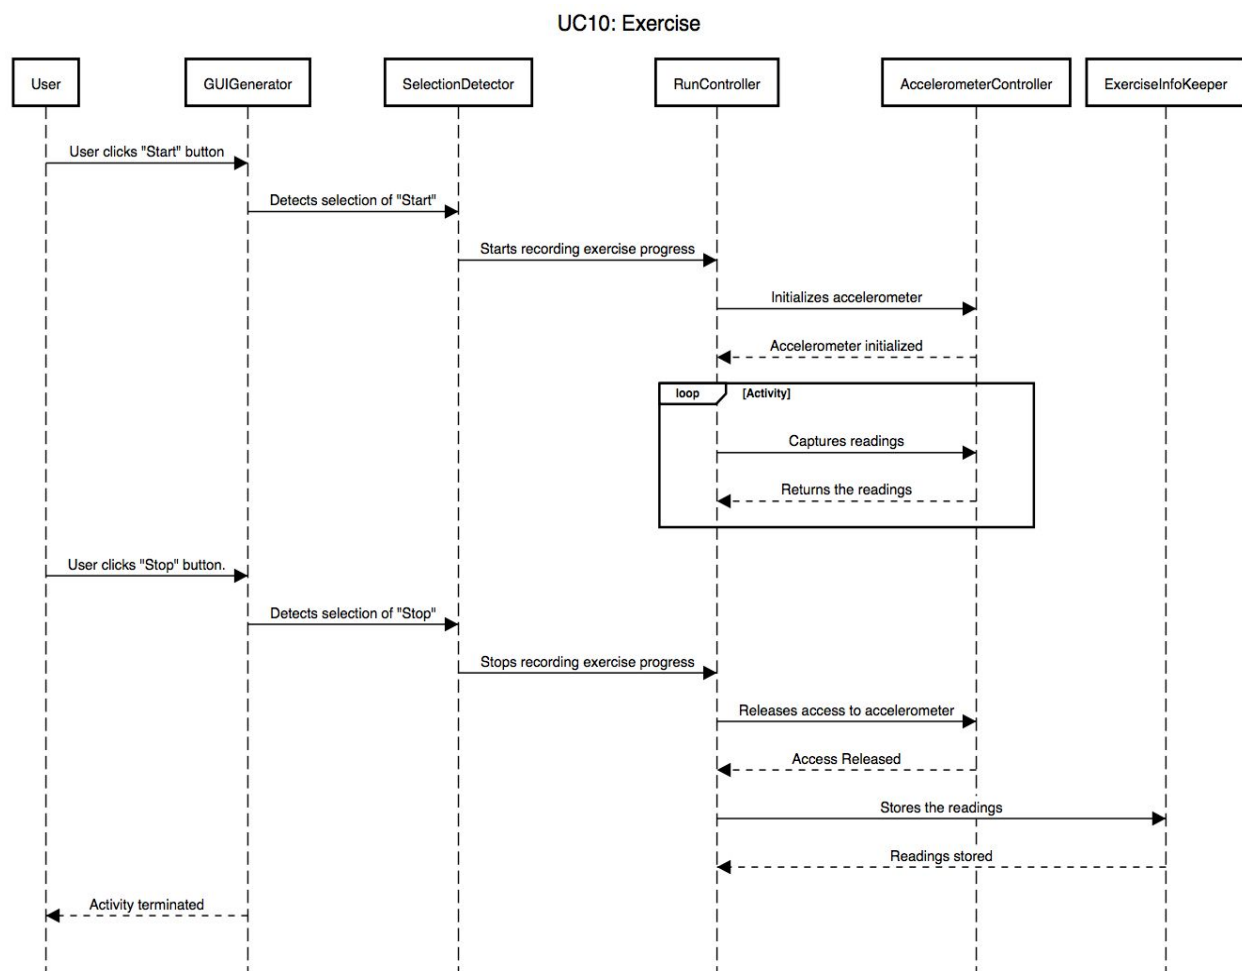 UC10: Exercise
User
GUIGenerator
SelectionDetector
RunController
AccelerometerController
ExerciseInfoKeeper
User clicks "Start" button
Detects selection of "Start"
Starts recording exercise progress
Initializes accelerometer
Accelerometer initialized
loop
[Activity]
Captures readings
Returns the readings
User clicks "Stop" button.
Detects selection of "Stop"
Stops recording exercise progress
Releases access to accelerometer
Access Released
Stores the readings
Readings stored
Activity terminated